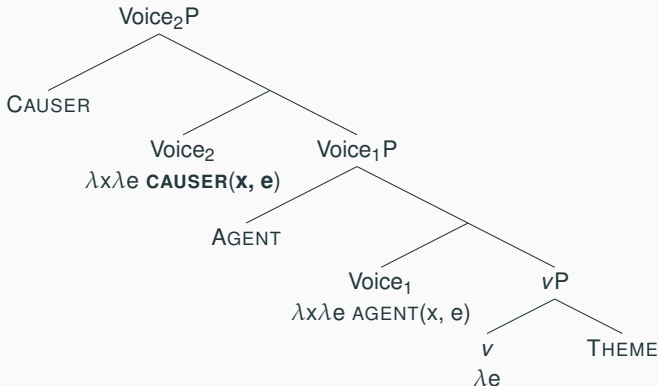 Voice₂P
CAUSER
Voice₂ Voice₁P
λxλe CAUSER(x, e)
AGENT
Voice₁ vP
λxλe AGENT(x, e)
v THEME
λe